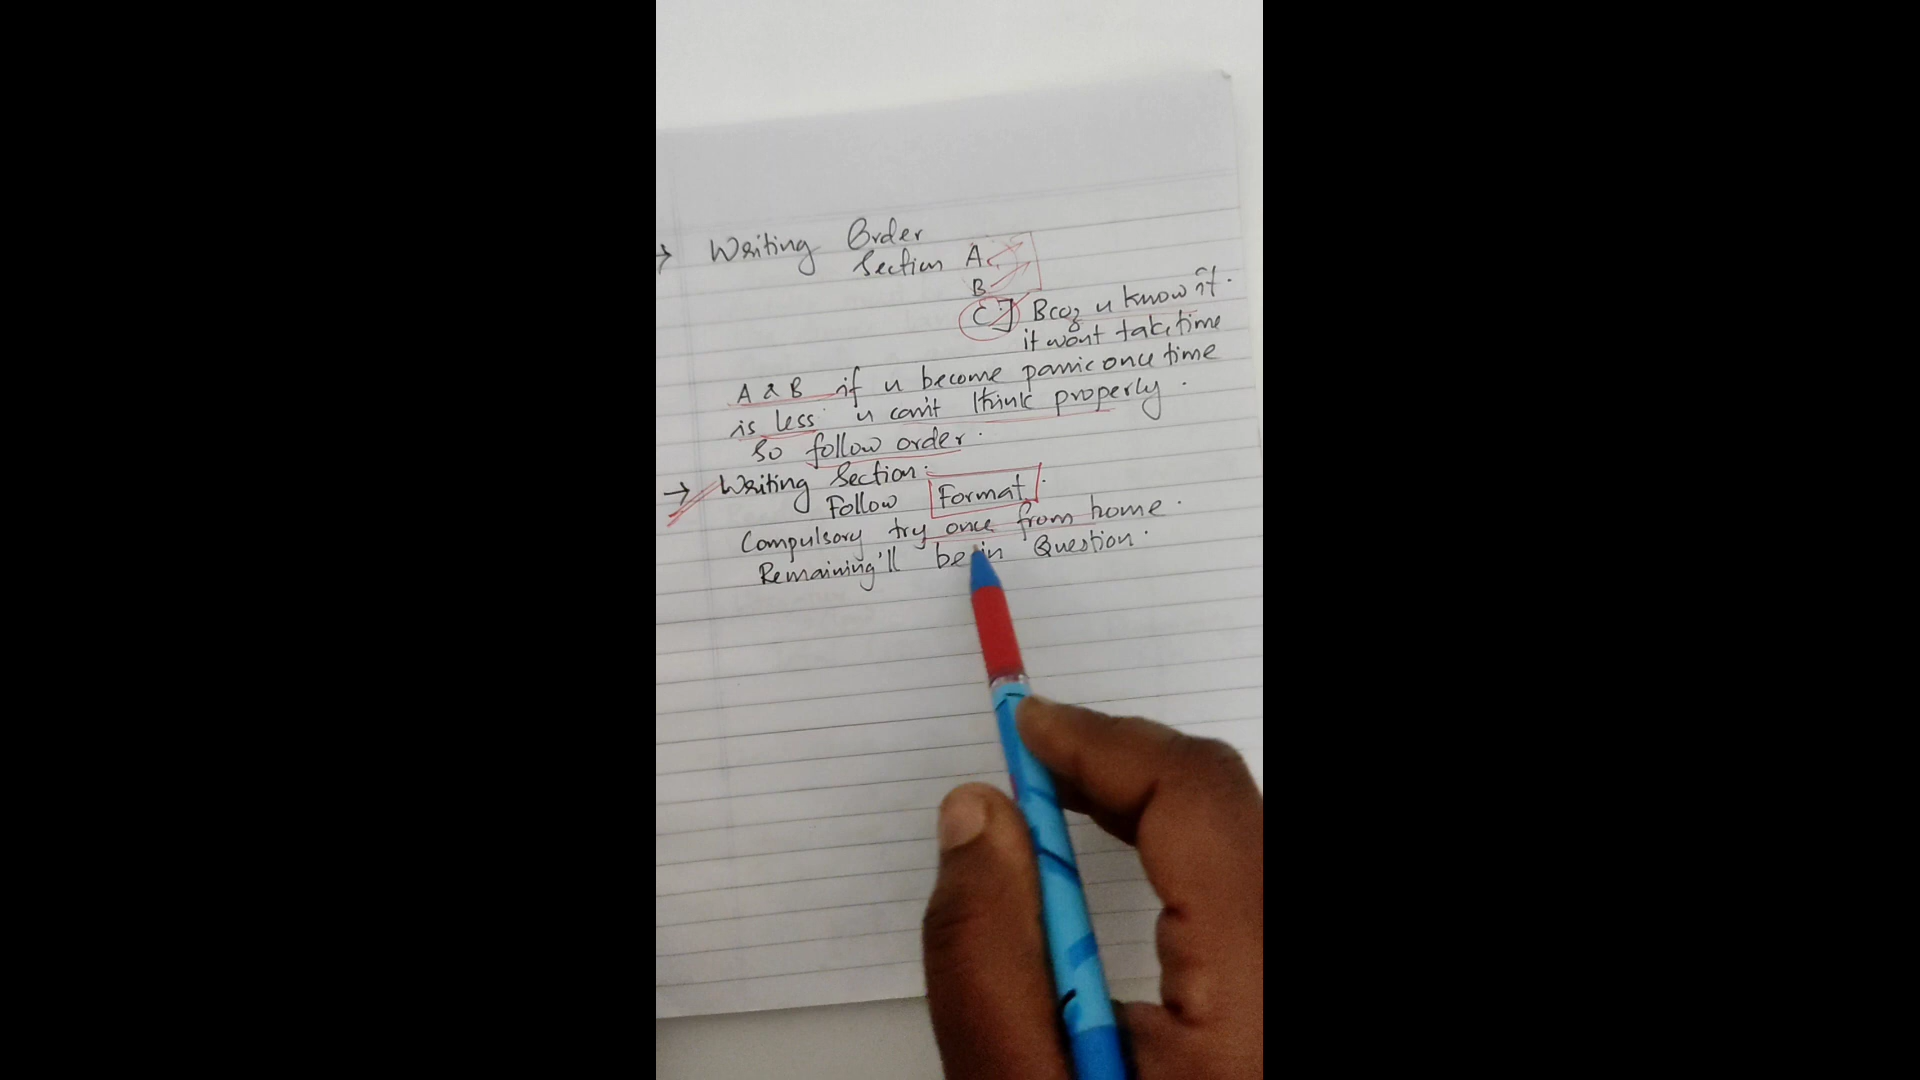 → Writing Order
Section A
B
C] Bcoz u know it.
it wont take time
A & B if u become panic once time
is less u can't think properly.
So follow order.
→ Writing Section:
Follow Format.
Compulsory try once from home.
Remaining'll be in Question.